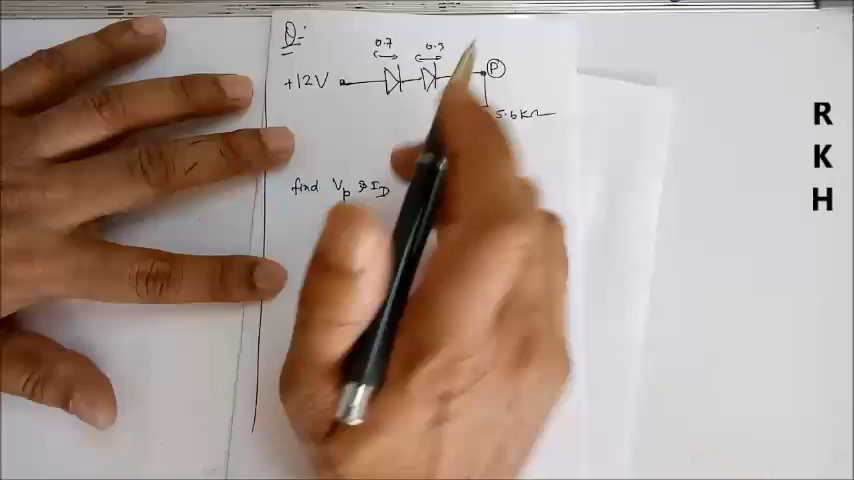 Q:-
0.7 0.3
+12V P
5.6kΩ
find Vp & ID
R
K
H